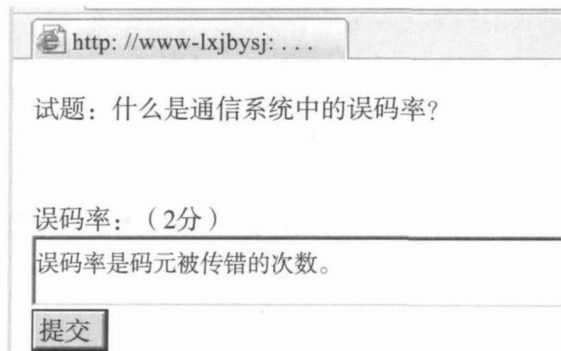 http: //www-lxjbysj: . . .
试题：什么是通信系统中的误码率？
误码率：（2分）
误码率是码元被传错的次数。
提交